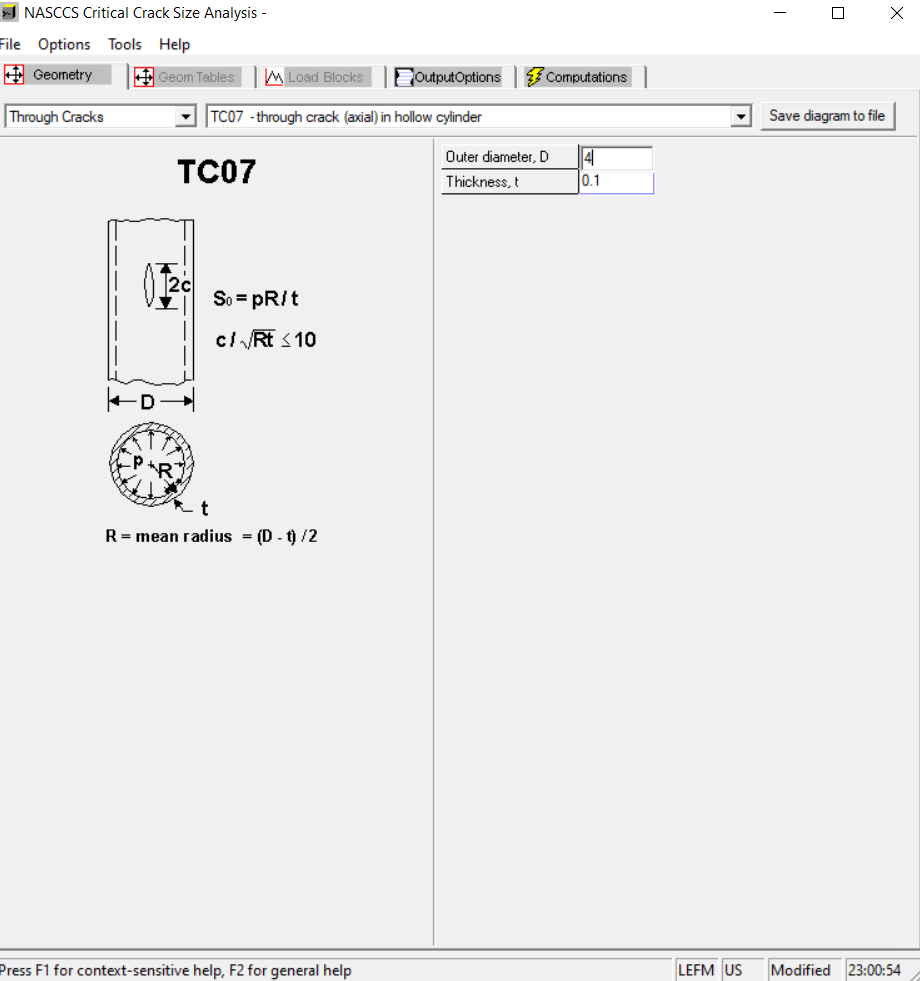 NASCCS Critical Crack Size Analysis -
File Options Tools Help
Geometry Geom Tables Load Blocks OutputOptions Computations
Through Cracks TC07 - through crack (axial) in hollow cylinder Save diagram to file
TC07
Outer diameter, D 4
Thickness, t 0.1
2c
S₀ = pR / t
c / √Rt ≤ 10
D
p
R
t
R = mean radius = (D - t) / 2
Press F1 for context-sensitive help, F2 for general help LEFM US Modified 23:00:54